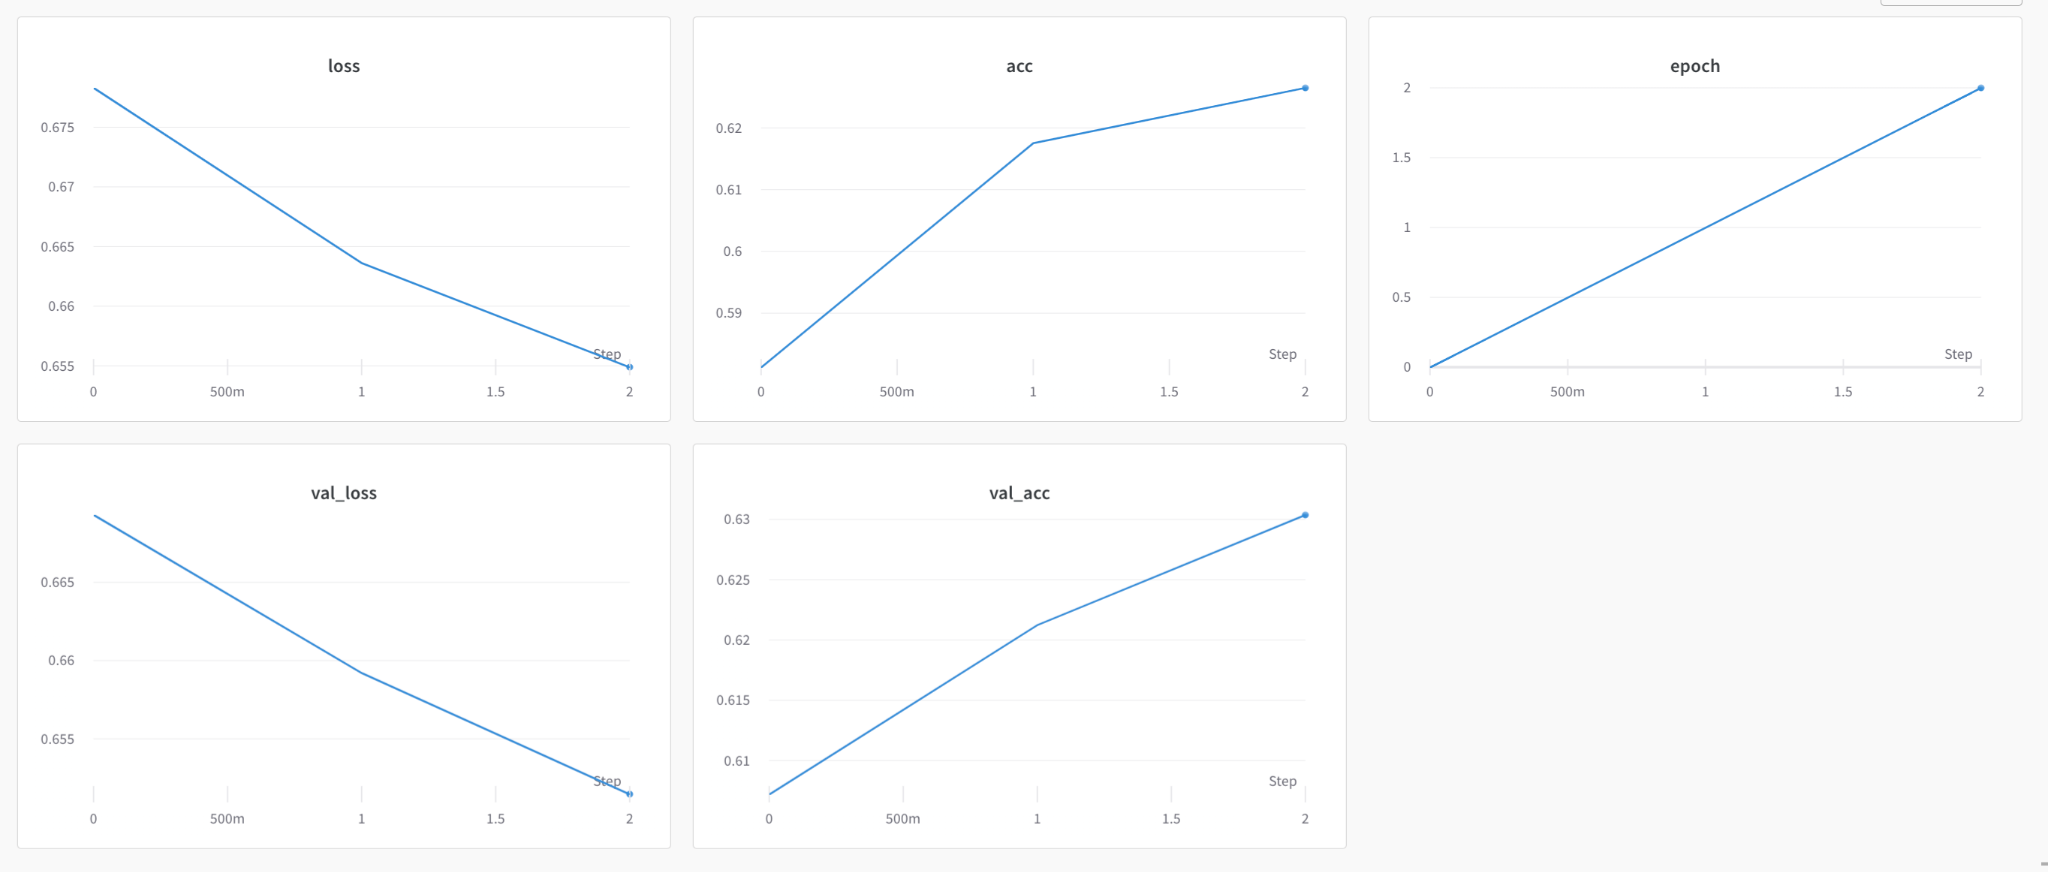 loss
0.675
0.67
0.665
0.66
0.655
Step
0 500m 1 1.5 2
acc
0.62
0.61
0.6
0.59
Step
0 500m 1 1.5 2
epoch
2
1.5
1
0.5
0
Step
0 500m 1 1.5 2
val_loss
0.665
0.66
0.655
Step
0 500m 1 1.5 2
val_acc
0.63
0.625
0.62
0.615
0.61
Step
0 500m 1 1.5 2